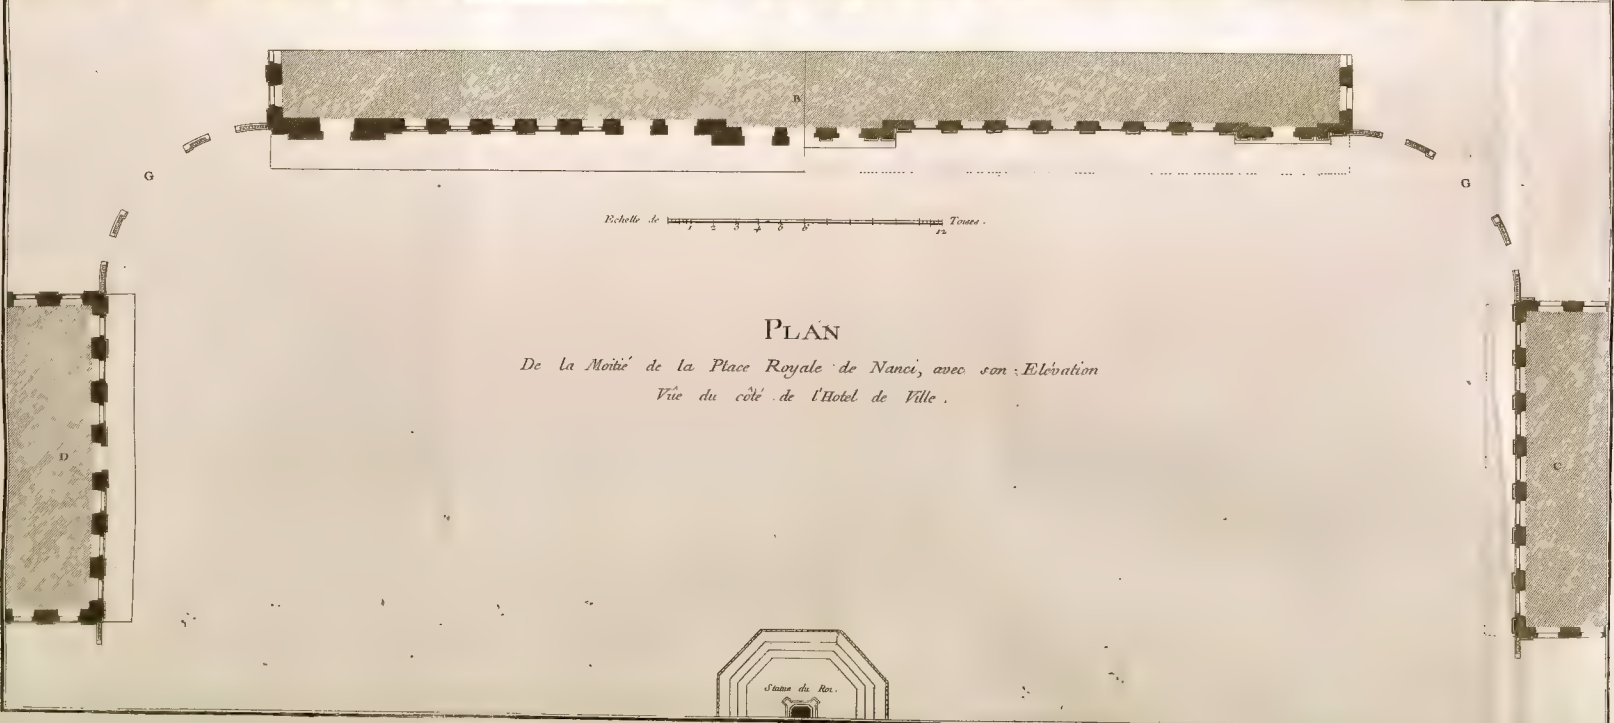 B
G
G
Echelle de Toises.
1 2 3 4 5 6 12
PLAN
De la Moitié de la Place Royale de Nanci, avec son Elévation
Vûe du côté de l'Hotel de Ville.
D
C
Statue du Roi.